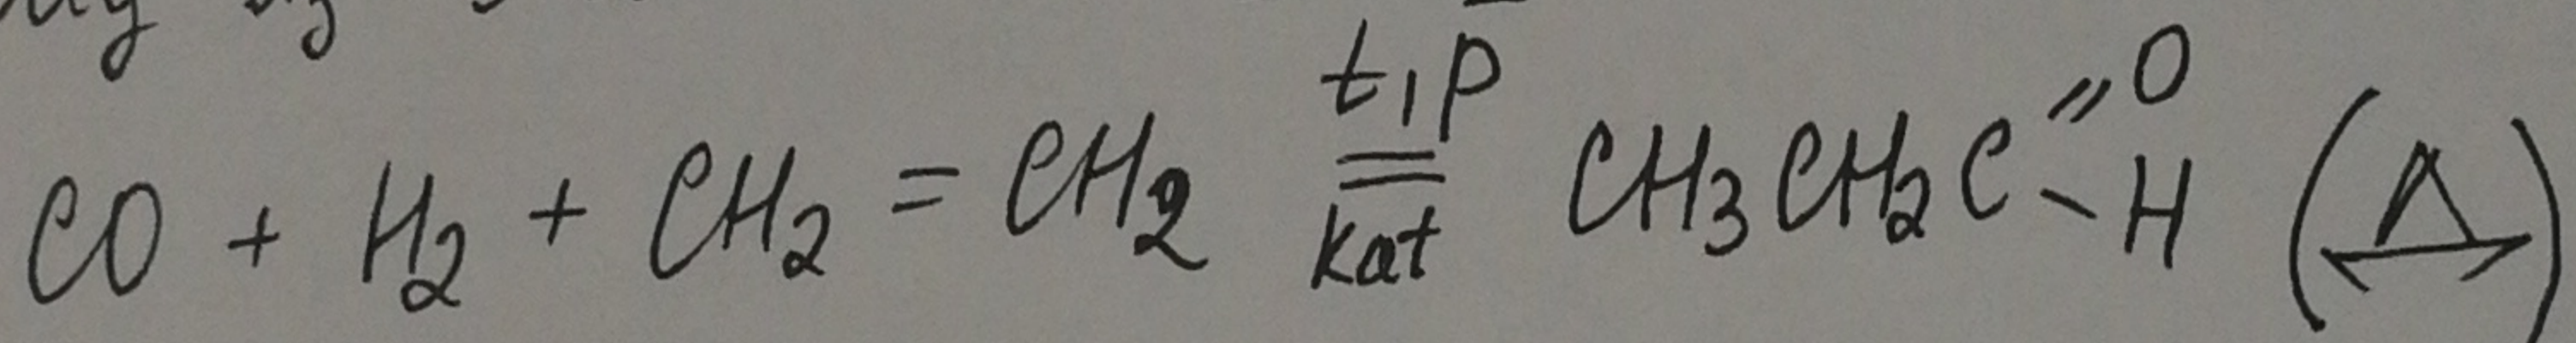 t, p
CO + H₂ + CH₂ = CH₂ = CH₃CH₂C =O -H (Д)
kat